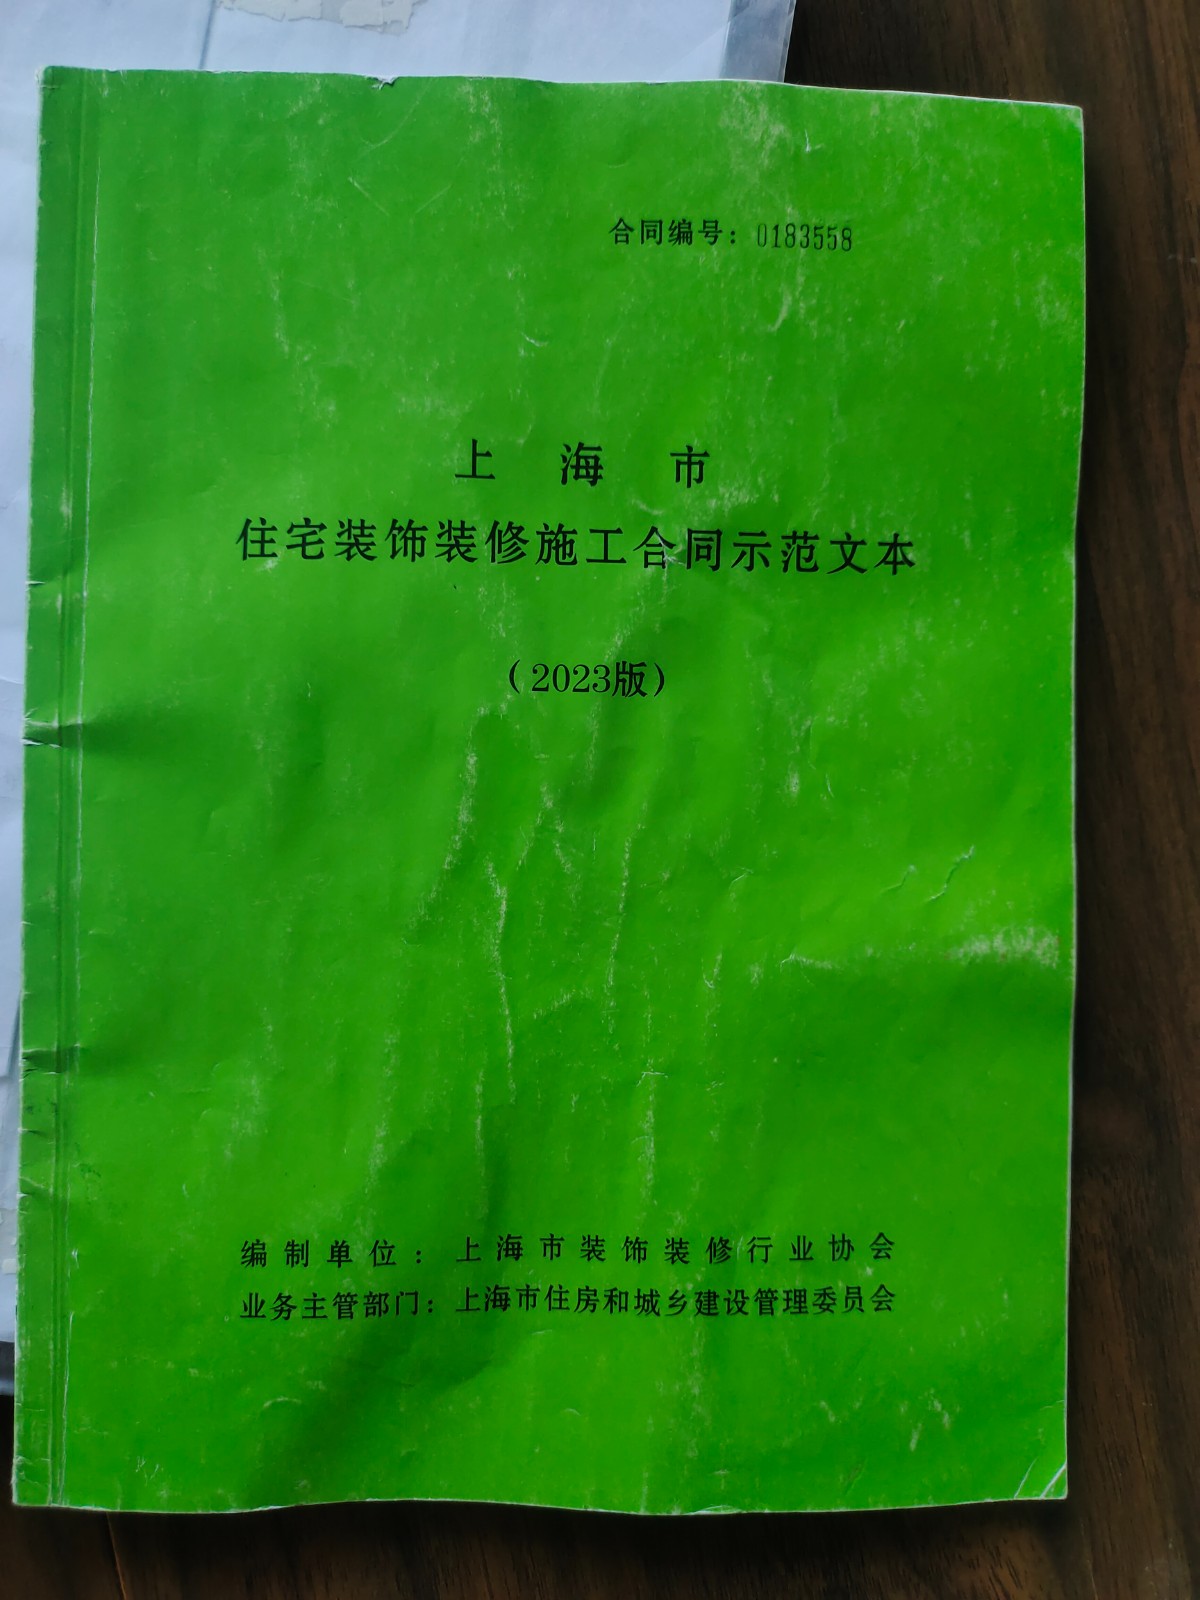 合同编号：0183558
上海市
住宅装饰装修施工合同示范文本
（2023版）
编制单位：上海市装饰装修行业协会
业务主管部门：上海市住房和城乡建设管理委员会